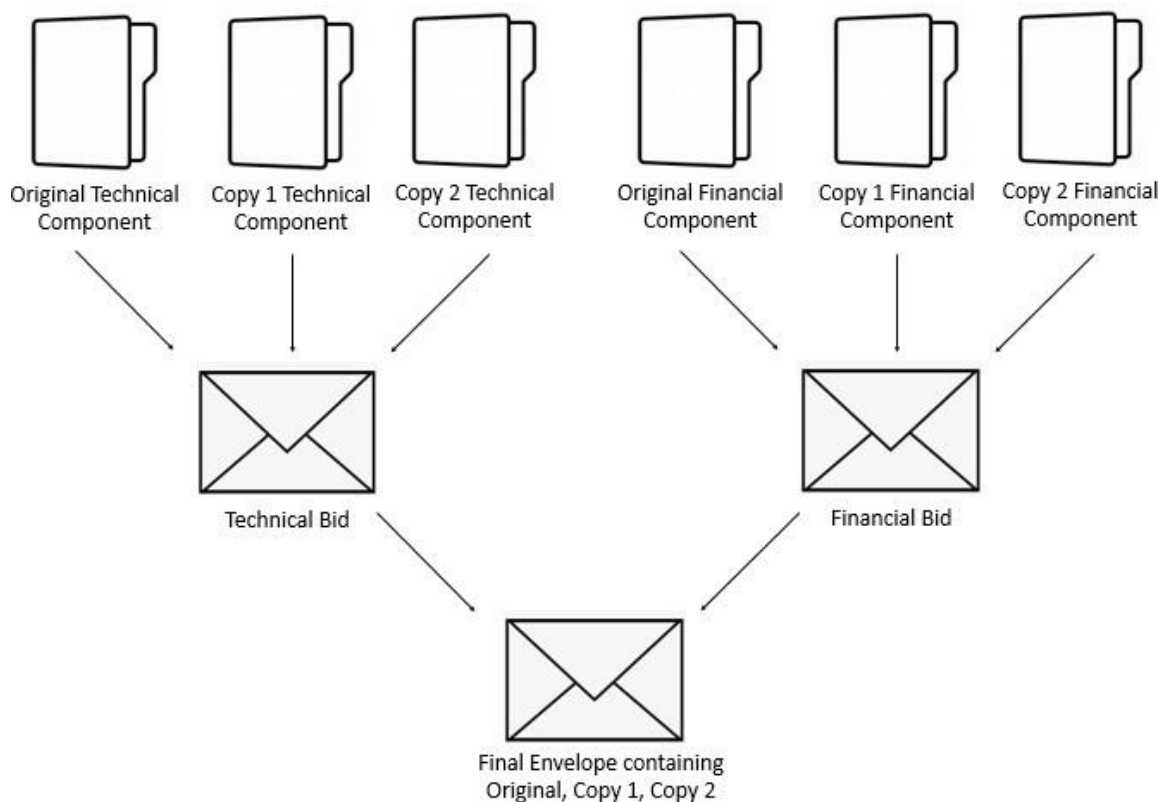 Original Technical
Component
Copy 1 Technical
Component
Copy 2 Technical
Component
Original Financial
Component
Copy 1 Financial
Component
Copy 2 Financial
Component
Technical Bid
Financial Bid
Final Envelope containing
Original, Copy 1, Copy 2